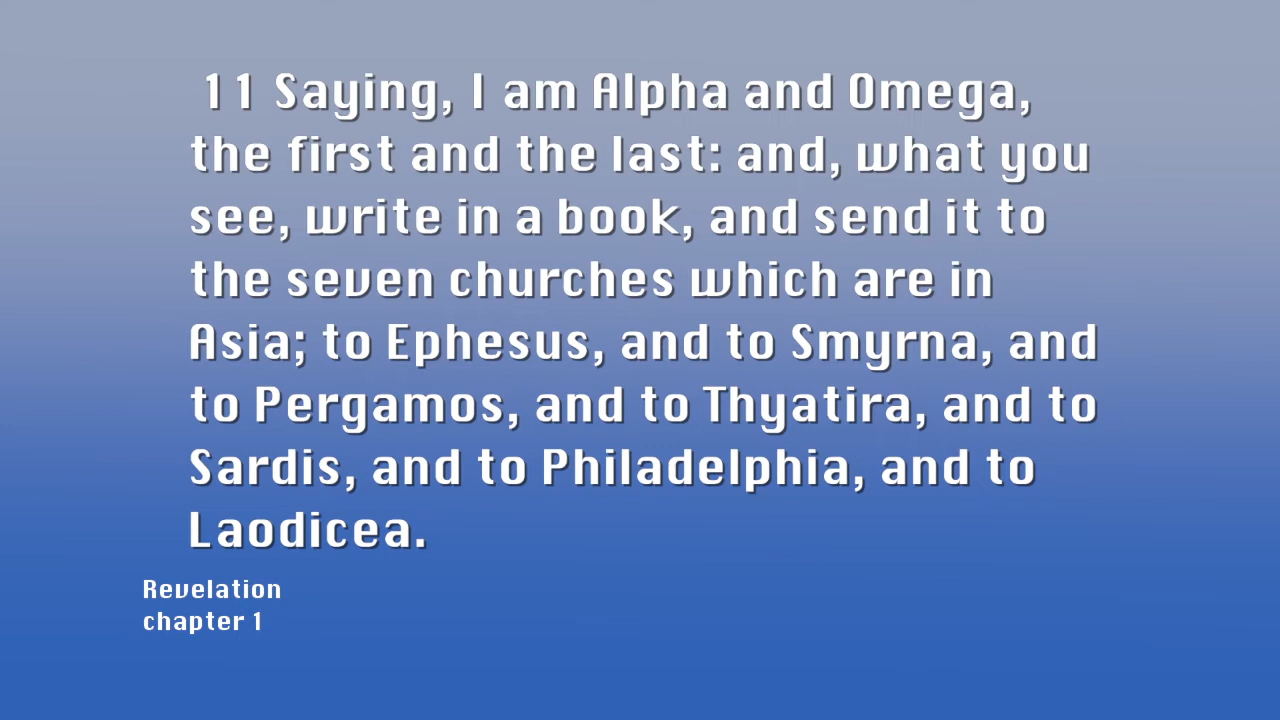 11 Saying, I am Alpha and Omega,
the first and the last: and, what you
see, write in a book, and send it to
the seven churches which are in
Asia; to Ephesus, and to Smyrna, and
to Pergamos, and to Thyatira, and to
Sardis, and to Philadelphia, and to
Laodicea.
Revelation
chapter 1